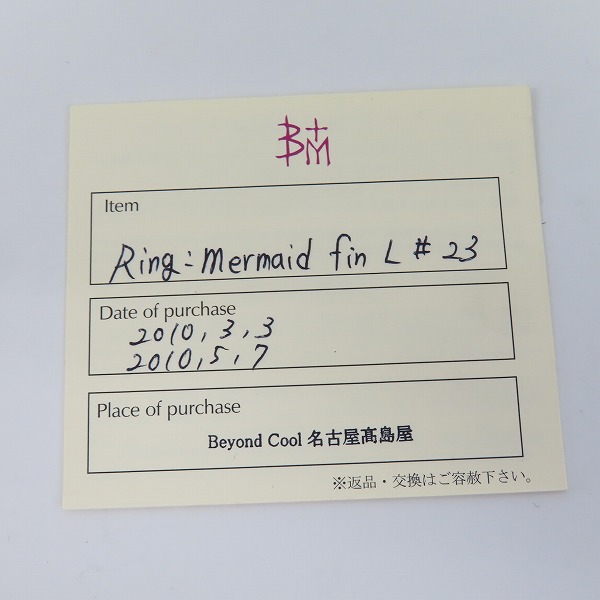 B+M
Item
Ring: Mermaid fin L #23
Date of purchase
2010, 3, 3
2010, 5, 7
Place of purchase
Beyond Cool 名古屋髙島屋
※返品・交換はご容赦下さい。